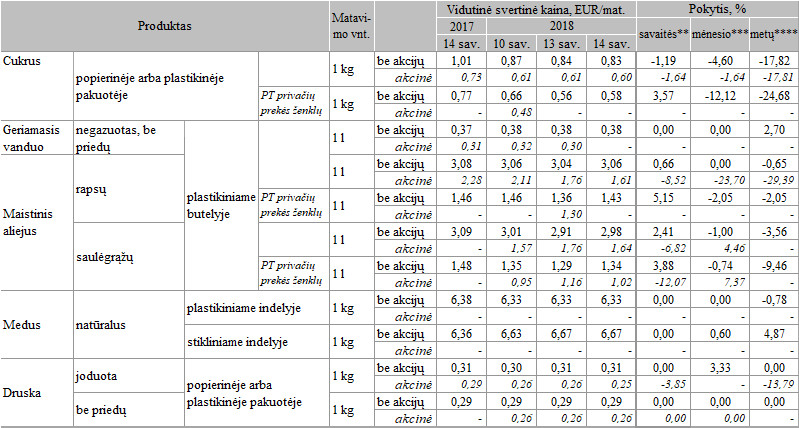 Produktas
Matavi-
mo vnt.
Vidutinė svertinė kaina, EUR/mat.
Pokytis, %
2017
2018
savaitės**
mėnesio***
metų****
14 sav.
10 sav.
13 sav.
14 sav.
Cukrus
popierinėje arba plastikinėje
pakuotėje
1 kg
be akcijų 1,01 0,87 0,84 0,83 -1,19 -4,60 -17,82
akcinė 0,73 0,61 0,61 0,60 -1,64 -1,64 -17,81
PT privačių
prekės ženklų
1 kg
be akcijų 0,77 0,66 0,56 0,58 3,57 -12,12 -24,68
akcinė - 0,48 - - - - -
Geriamasis
vanduo
negazuotas, be
priedų
plastikiniame
butelyje
1 l
be akcijų 0,37 0,38 0,38 0,38 0,00 0,00 2,70
akcinė 0,31 0,32 0,30 - - - -
Maistinis
aliejus
rapsų
1 l
be akcijų 3,08 3,06 3,04 3,06 0,66 0,00 -0,65
akcinė 2,28 2,11 1,76 1,61 -8,52 -23,70 -29,39
PT privačių
prekės ženklų
1 l
be akcijų 1,46 1,46 1,36 1,43 5,15 -2,05 -2,05
akcinė - - 1,30 - - - -
saulėgrąžų
1 l
be akcijų 3,09 3,01 2,91 2,98 2,41 -1,00 -3,56
akcinė - 1,57 1,76 1,64 -6,82 4,46 -
PT privačių
prekės ženklų
1 l
be akcijų 1,48 1,35 1,29 1,34 3,88 -0,74 -9,46
akcinė - 0,95 1,16 1,02 -12,07 7,37 -
Medus
natūralus
plastikiniame indelyje
1 kg
be akcijų 6,38 6,33 6,33 6,33 0,00 0,00 -0,78
akcinė - - - - - - -
stikliniame indelyje
1 kg
be akcijų 6,36 6,63 6,67 6,67 0,00 0,60 4,87
akcinė - - - - - - -
Druska
joduota
popierinėje arba
plastikinėje pakuotėje
1 kg
be akcijų 0,31 0,30 0,31 0,31 0,00 3,33 0,00
akcinė 0,29 0,26 0,26 0,25 -3,85 - -13,79
be priedų
1 kg
be akcijų 0,29 0,29 0,29 0,29 0,00 0,00 0,00
akcinė - 0,26 0,26 0,26 0,00 0,00 -